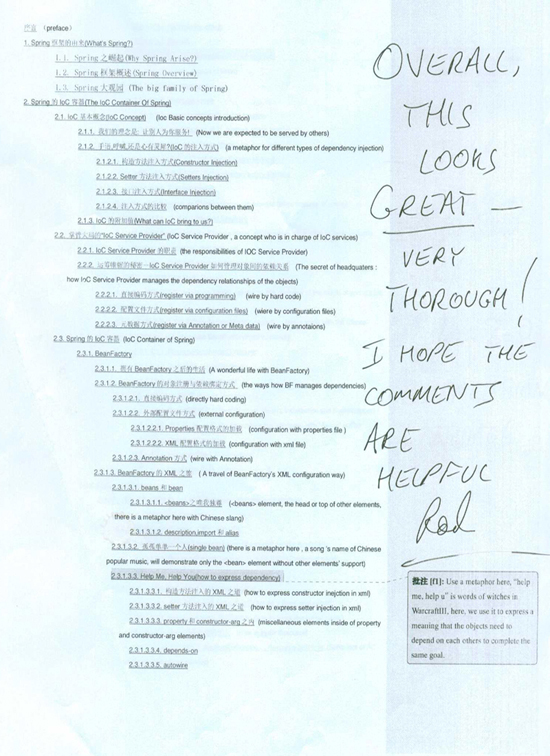 序言 （preface）
1. Spring 框架的由来(What's Spring?)
1.1. Spring 之崛起(Why Spring Arise?)
1.2. Spring 框架概述(Spring Overview)
1.3. Spring 大观园 (The big family of Spring)
2. Spring 的 IoC 容器(The IoC Container Of Spring)
2.1. IoC 基本概念(IoC Concept) (Ioc Basic concepts introduction)
2.1.1. 我们的理念是：让别人为你服务! (Now we are expected to be served by others)
2.1.2. 手语,呼喊,还是心有灵犀?(IoC 的注入方式) (a metaphor for different types of dependency injection)
2.1.2.1. 构造方法注入方式(Constructor Injection)
2.1.2.2. Setter 方法注入方式(Setters Injection)
2.1.2.3. 接口注入方式(Interface Injection)
2.1.2.4. 注入方式的比较 (comparions between them)
2.1.3. IoC 的附加值(What can IoC bring to us?)
2.2. 掌管大局的"IoC Service Provider" (IoC Service Provider , a concept who is in charge of IoC services)
2.2.1. IoC Service Provider 的职责 (the responsibilities of IOC Service Provider)
2.2.2. 运筹帷幄的秘密－IoC Service Provider 如何管理对象间的依赖关系 (The secret of headquaters :
how IoC Service Provider manages the dependency relationships of the objects)
2.2.2.1. 直接编码方式(register via programming) (wire by hard code)
2.2.2.2. 配置文件方式(register via configuration files) (wiere by configuration files)
2.2.2.3. 元数据方式(register via Annotation or Meta data) (wire by annotaions)
2.3. Spring 的 IoC 容器 (IoC Container of Spring)
2.3.1. BeanFactory
2.3.1.1. 拥有 BeanFactory 之后的生活 (A wonderful life with BeanFactory)
2.3.1.2. BeanFactory 的对象注册与依赖绑定方式 (the ways how BF manages dependencies)
2.3.1.2.1. 直接编码方式 (directly hard coding)
2.3.1.2.2. 外部配置文件方式 (external configuration)
2.3.1.2.2.1. Properties 配置格式的加载 (configuration with properties file )
2.3.1.2.2.2. XML 配置格式的加载 (configuration with xml file)
2.3.1.2.3. Annotation 方式 (wire with Annotation)
2.3.1.3. BeanFactory 的 XML 之旅 ( A travel of BeanFactory's XML configuration way)
2.3.1.3.1. beans 和 bean
2.3.1.3.1.1. <beans>之唯我独尊 (<beans> element, the head or top of other elements,
there is a metaphor here with Chinese slang)
2.3.1.3.1.2. description,import 和 alias
2.3.1.3.2. 孤孤单单一个人(single bean) (there is a metaphor here , a song 's name of Chinese
popular music, will demonstrate only the <bean> element without other elements' support)
2.3.1.3.3. Help Me, Help You(how to express dependency)
2.3.1.3.3.1. 构造方法注入的 XML 之道 (how to express constructor inejction in xml)
2.3.1.3.3.2. setter 方法注入的 XML 之道 (how to express setter injection in xml)
2.3.1.3.3.3. property 和 constructor-arg 之内 (miscellaneous elements inside of property
and constructor-arg elements)
2.3.1.3.3.4. depends-on
2.3.1.3.3.5. autowire
OVERALL,
THIS
LOOKS
GREAT —
VERY
THOROUGH!
I HOPE THE
COMMENTS
ARE
HELPFUL
Rod
批注 [f1]: Use a metaphor here, "help
me, help u" is words of witches in
WarcraftIII, here, we use it to express a
meaning that the objects need to
depend on each others to complete the
same goal.